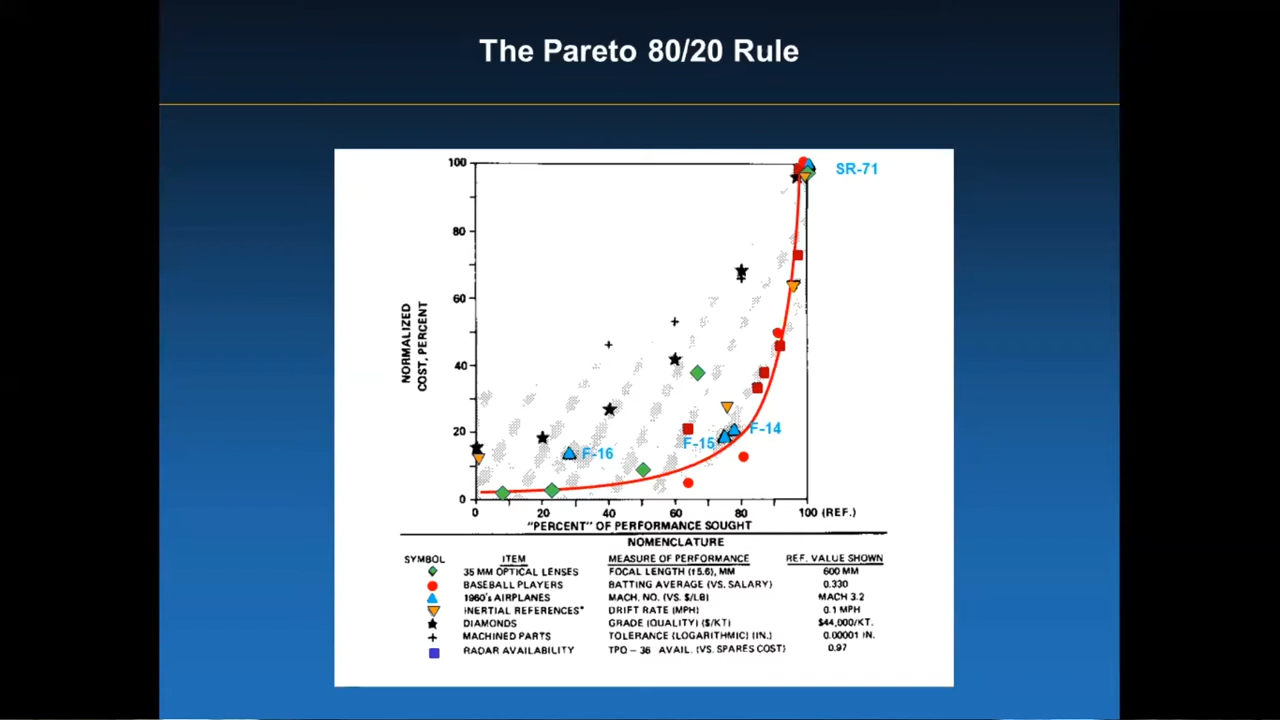 The Pareto 80/20 Rule
100
SR-71
80
60
NORMALIZED
COST, PERCENT
40
20
F-14
F-15
F-16
0
0 20 40 60 80 100 (REF.)
"PERCENT" OF PERFORMANCE SOUGHT
NOMENCLATURE
SYMBOL ITEM MEASURE OF PERFORMANCE REF. VALUE SHOWN
35 MM OPTICAL LENSES FOCAL LENGTH (f5.6), MM 600 MM
BASEBALL PLAYERS BATTING AVERAGE (VS. SALARY) 0.330
1960's AIRPLANES MACH. NO. (VS. $/LB) MACH 3.2
INERTIAL REFERENCES* DRIFT RATE (MPH) 0.1 MPH
DIAMONDS GRADE (QUALITY) ($/KT) $44,000/KT.
MACHINED PARTS TOLERANCE (LOGARITHMIC) (IN.) 0.00001 IN.
RADAR AVAILABILITY TPQ – 36 AVAIL. (VS. SPARES COST) 0.97